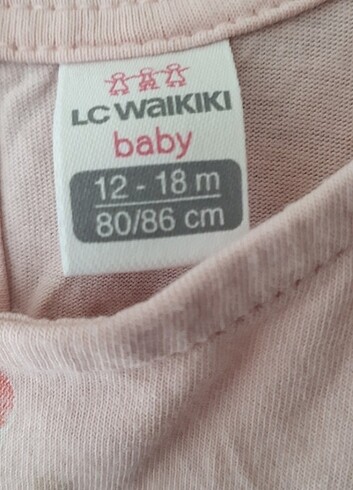 LC WAIKIKI
baby
12 - 18 m
80/86 cm